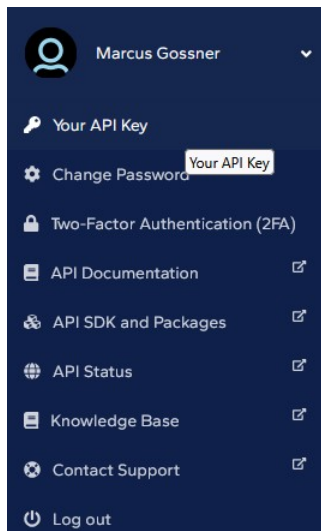 Marcus Gossner
Your API Key
Your API Key
Change Password
Two-Factor Authentication (2FA)
API Documentation
API SDK and Packages
API Status
Knowledge Base
Contact Support
Log out